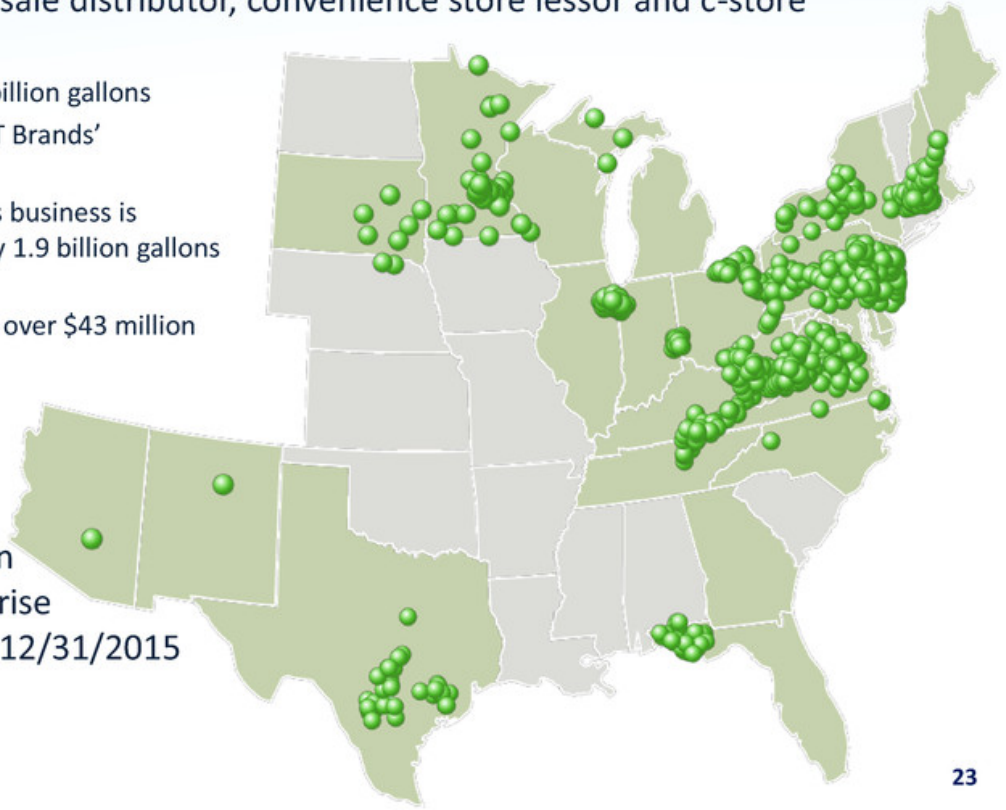 sale distributor, convenience store lessor and c-store
billion gallons
T Brands’
s business is
y 1.9 billion gallons
over $43 million
n
rise
12/31/2015
23